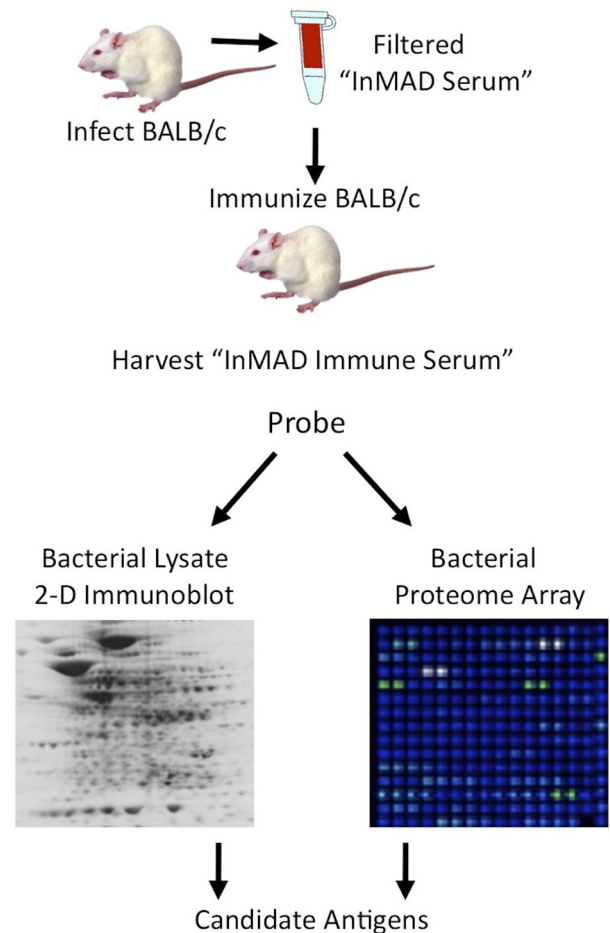 Filtered
“InMAD Serum”
Infect BALB/c
Immunize BALB/c
Harvest “InMAD Immune Serum”
Probe
Bacterial Lysate
2-D Immunoblot
Bacterial
Proteome Array
Candidate Antigens